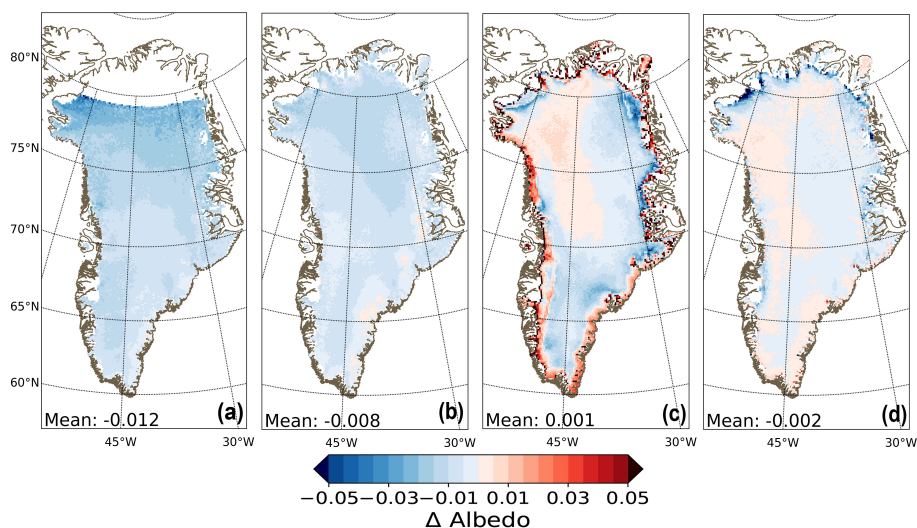 80°N
75°N
70°N
65°N
60°N
Mean: -0.012 (a)
Mean: -0.008 (b)
Mean: 0.001 (c)
Mean: -0.002 (d)
45°W 30°W 45°W 30°W 45°W 30°W 45°W 30°W
−0.05 −0.03 −0.01 0.01 0.03 0.05
Δ Albedo